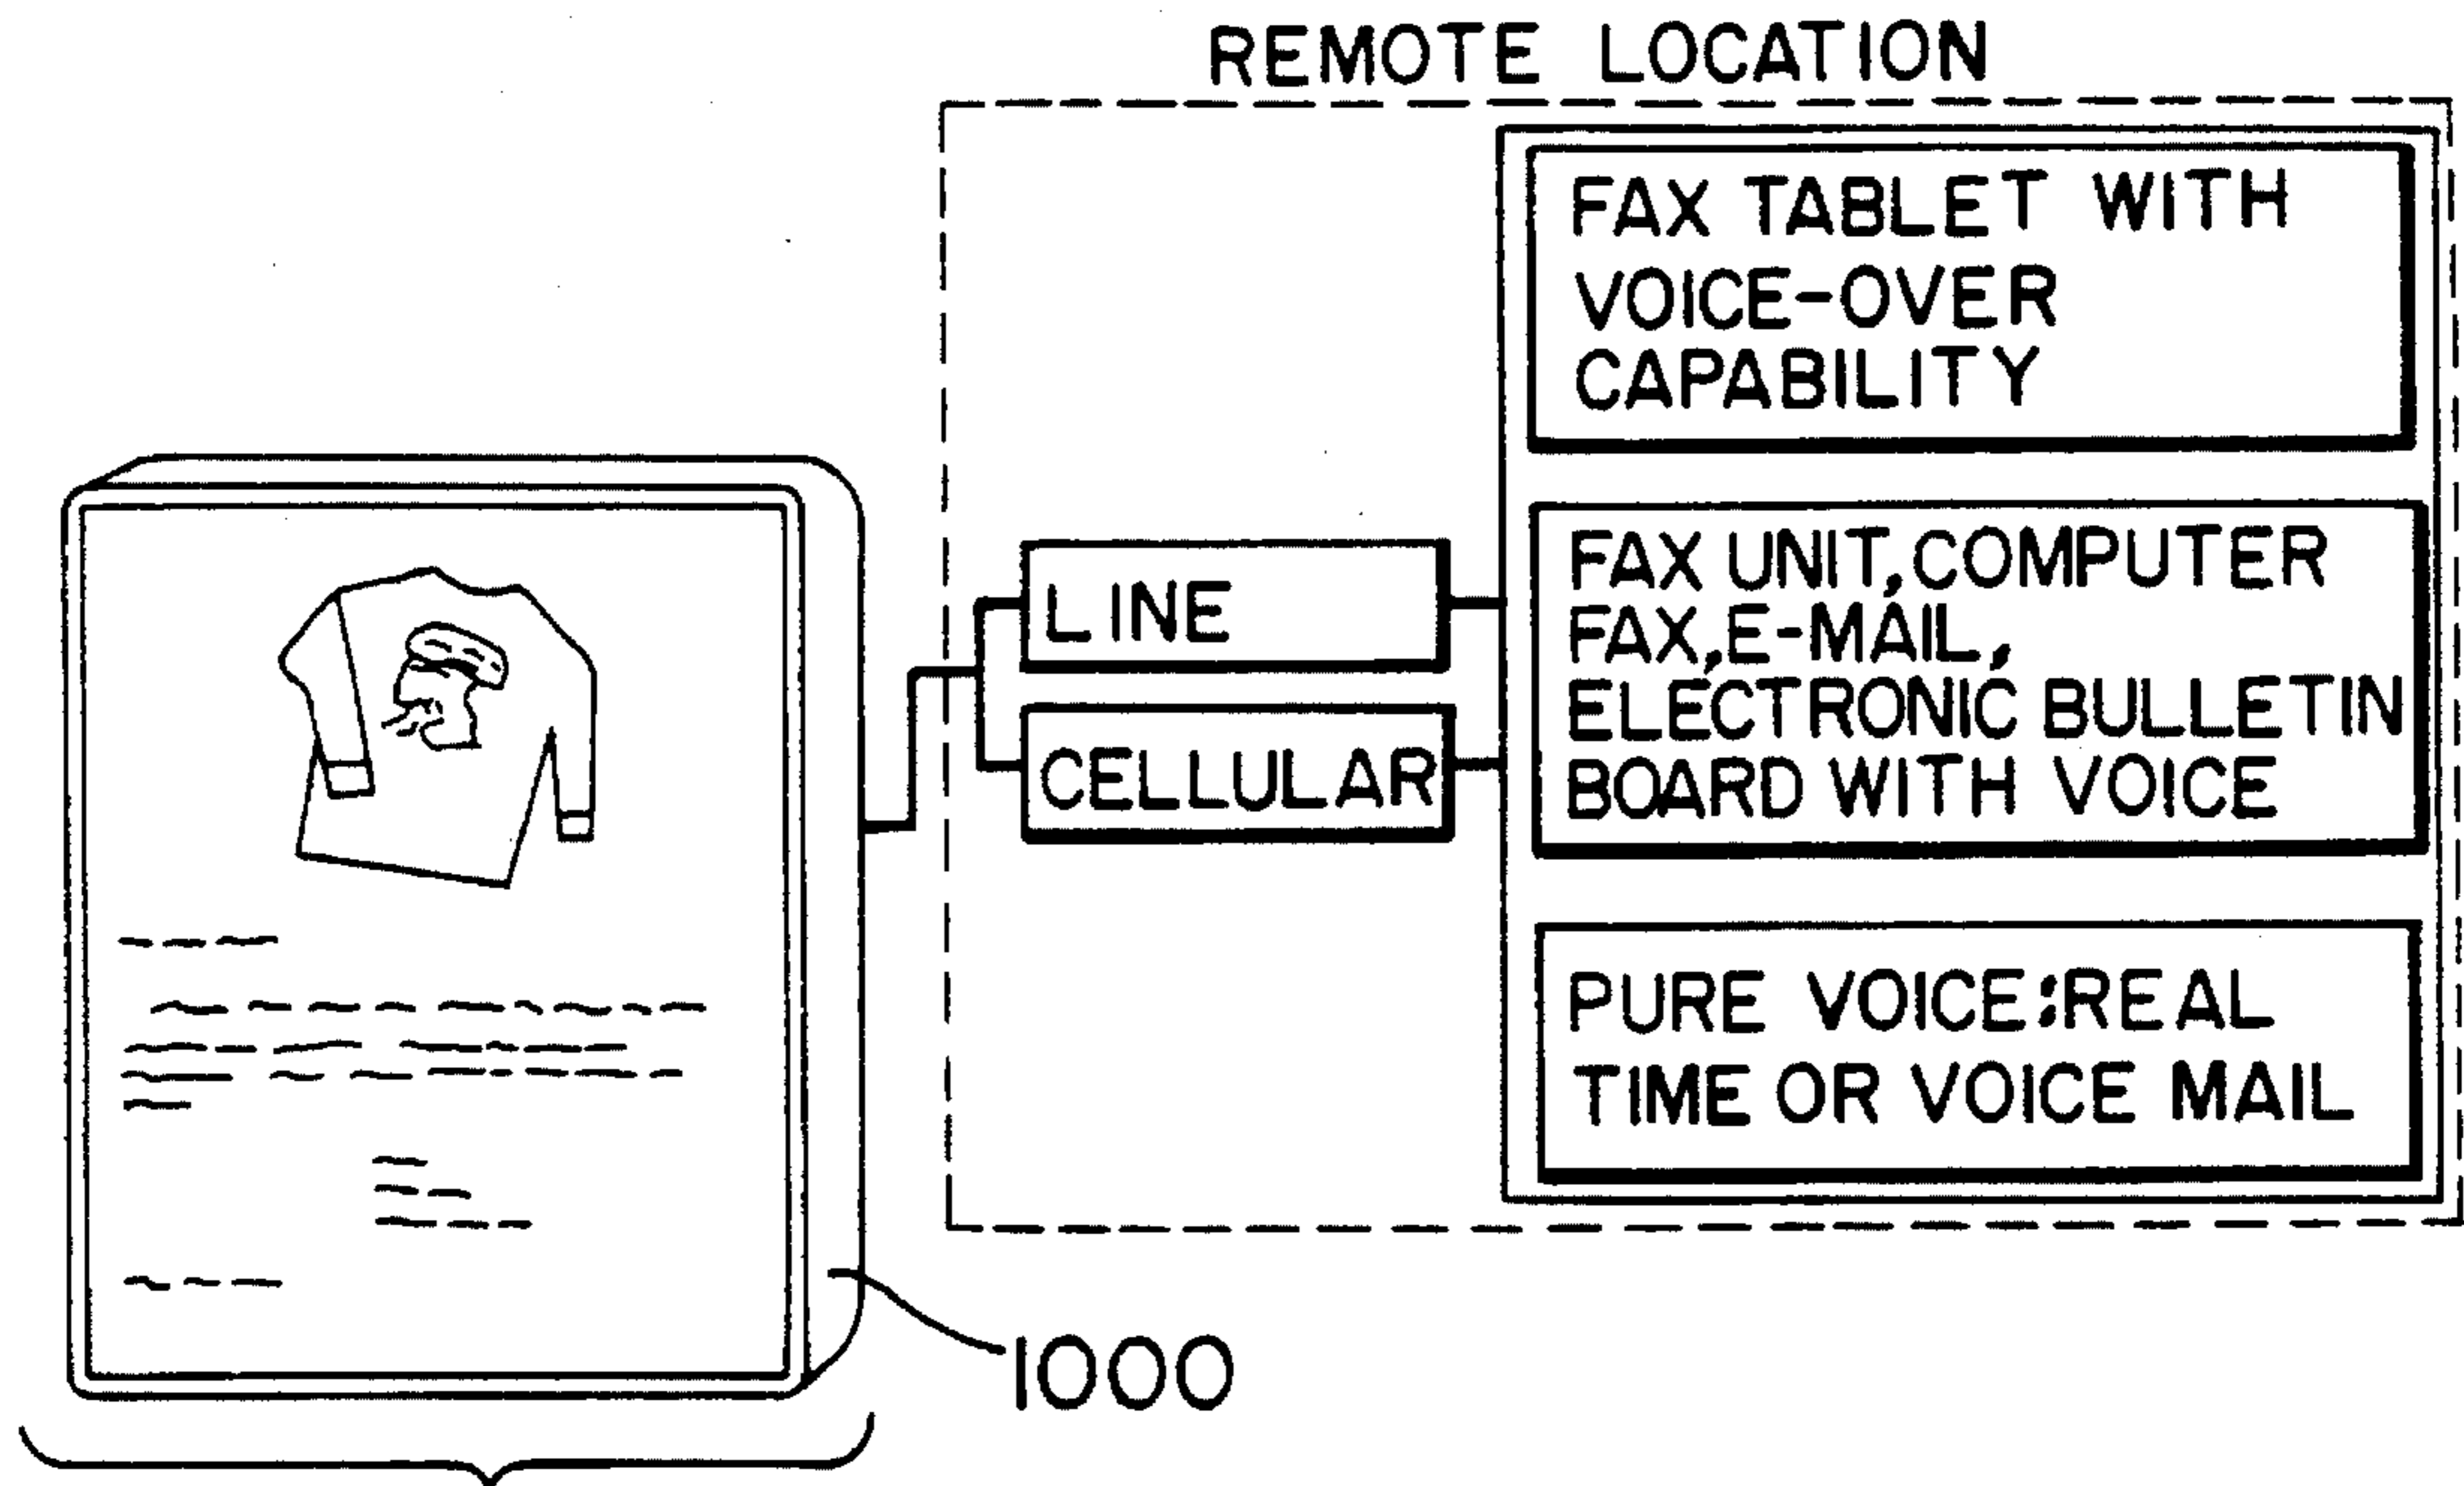 REMOTE LOCATION
FAX TABLET WITH
VOICE-OVER
CAPABILITY
LINE
CELLULAR
FAX UNIT, COMPUTER
FAX, E-MAIL,
ELECTRONIC BULLETIN
BOARD WITH VOICE
PURE VOICE: REAL
TIME OR VOICE MAIL
1000